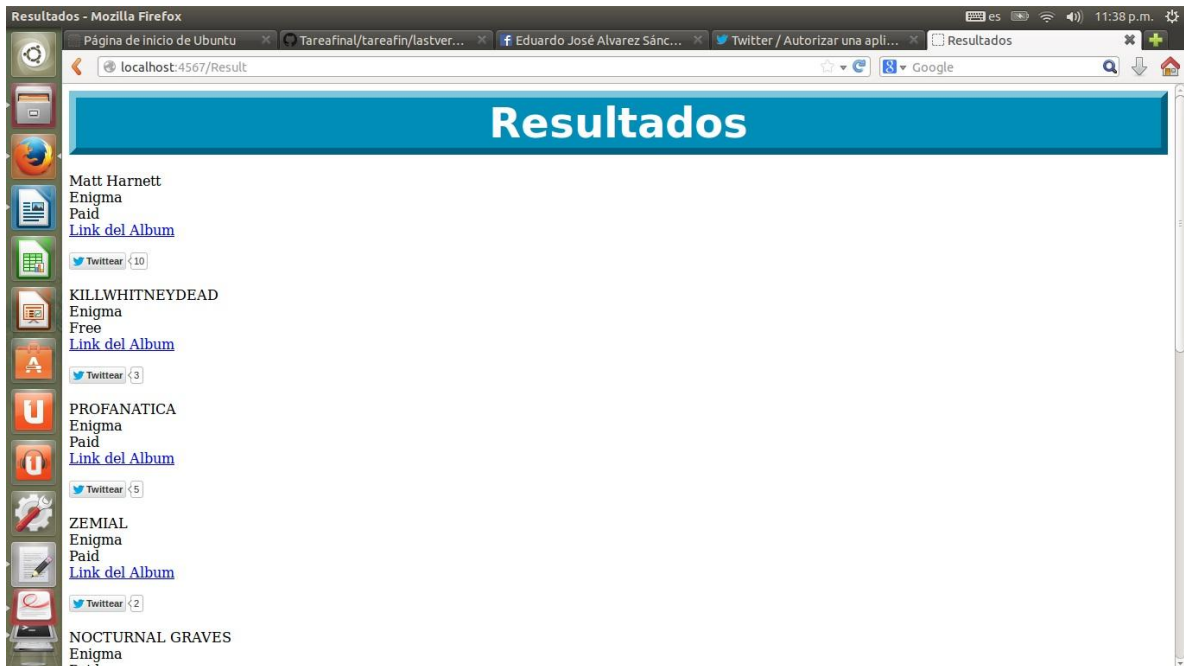 Resultados - Mozilla Firefox
es
11:38 p.m.
Página de inicio de Ubuntu
Tareafinal/tareafin/lastver...
Eduardo José Alvarez Sánc...
Twitter / Autorizar una apli...
Resultados
localhost:4567/Result
Google
Resultados
Matt Harnett
Enigma
Paid
Link del Album
Twittear
10
KILLWHITNEYDEAD
Enigma
Free
Link del Album
Twittear
3
PROFANATICA
Enigma
Paid
Link del Album
Twittear
5
ZEMIAL
Enigma
Paid
Link del Album
Twittear
2
NOCTURNAL GRAVES
Enigma